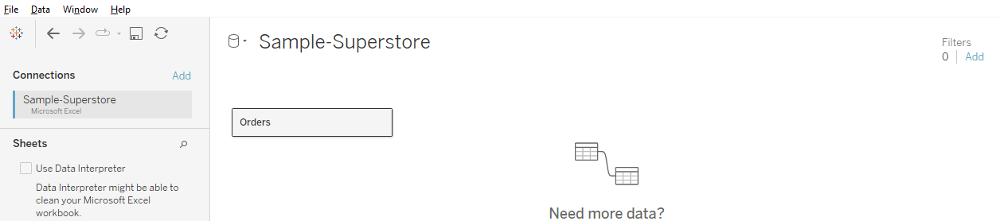 File Data Window Help
Sample-Superstore
Filters
0 Add
Connections Add
Sample-Superstore
Microsoft Excel
Orders
Sheets
Use Data Interpreter
Data Interpreter might be able to
clean your Microsoft Excel
workbook.
Need more data?